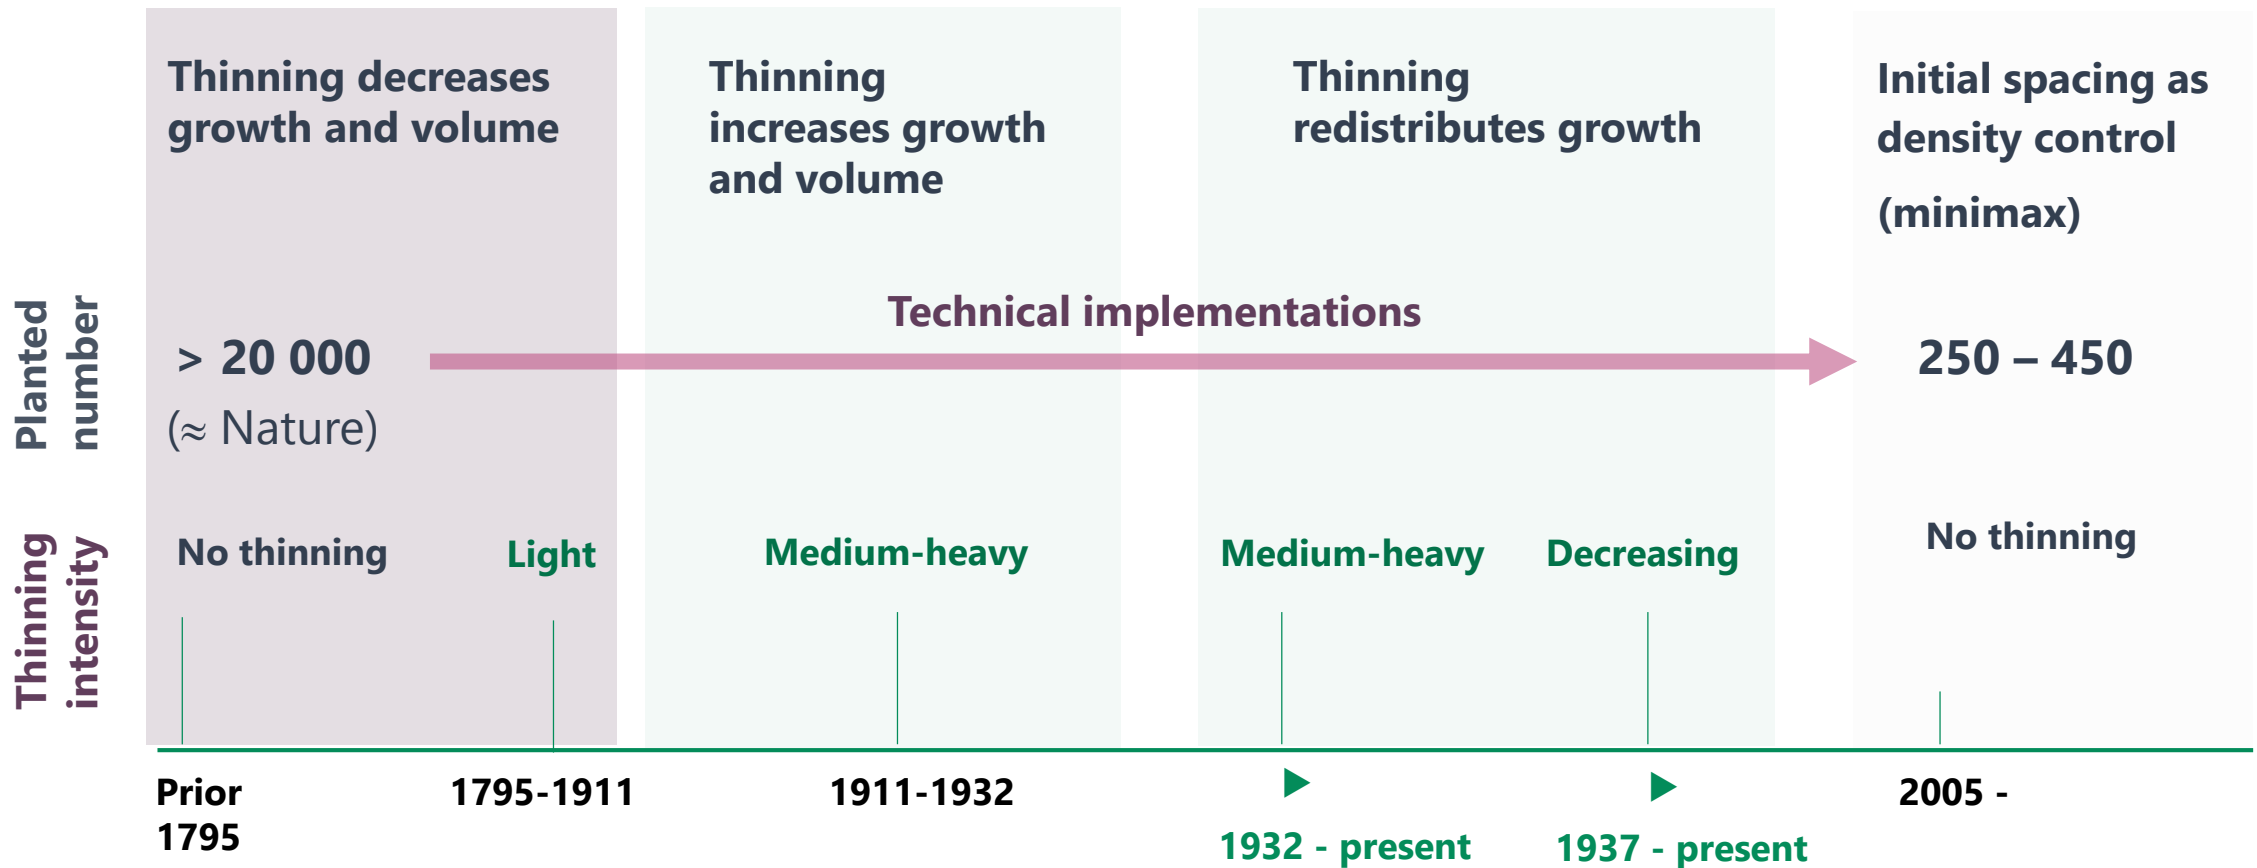 Thinning decreases
growth and volume
Thinning
increases growth
and volume
Thinning
redistributes growth
Initial spacing as
density control
(minimax)
Planted
number
> 20 000
(≈ Nature)
Technical implementations
250 – 450
Thinning
intensity
No thinning
Light
Medium-heavy
Medium-heavy
Decreasing
No thinning
Prior
1795
1795-1911
1911-1932
1932 - present
1937 - present
2005 -